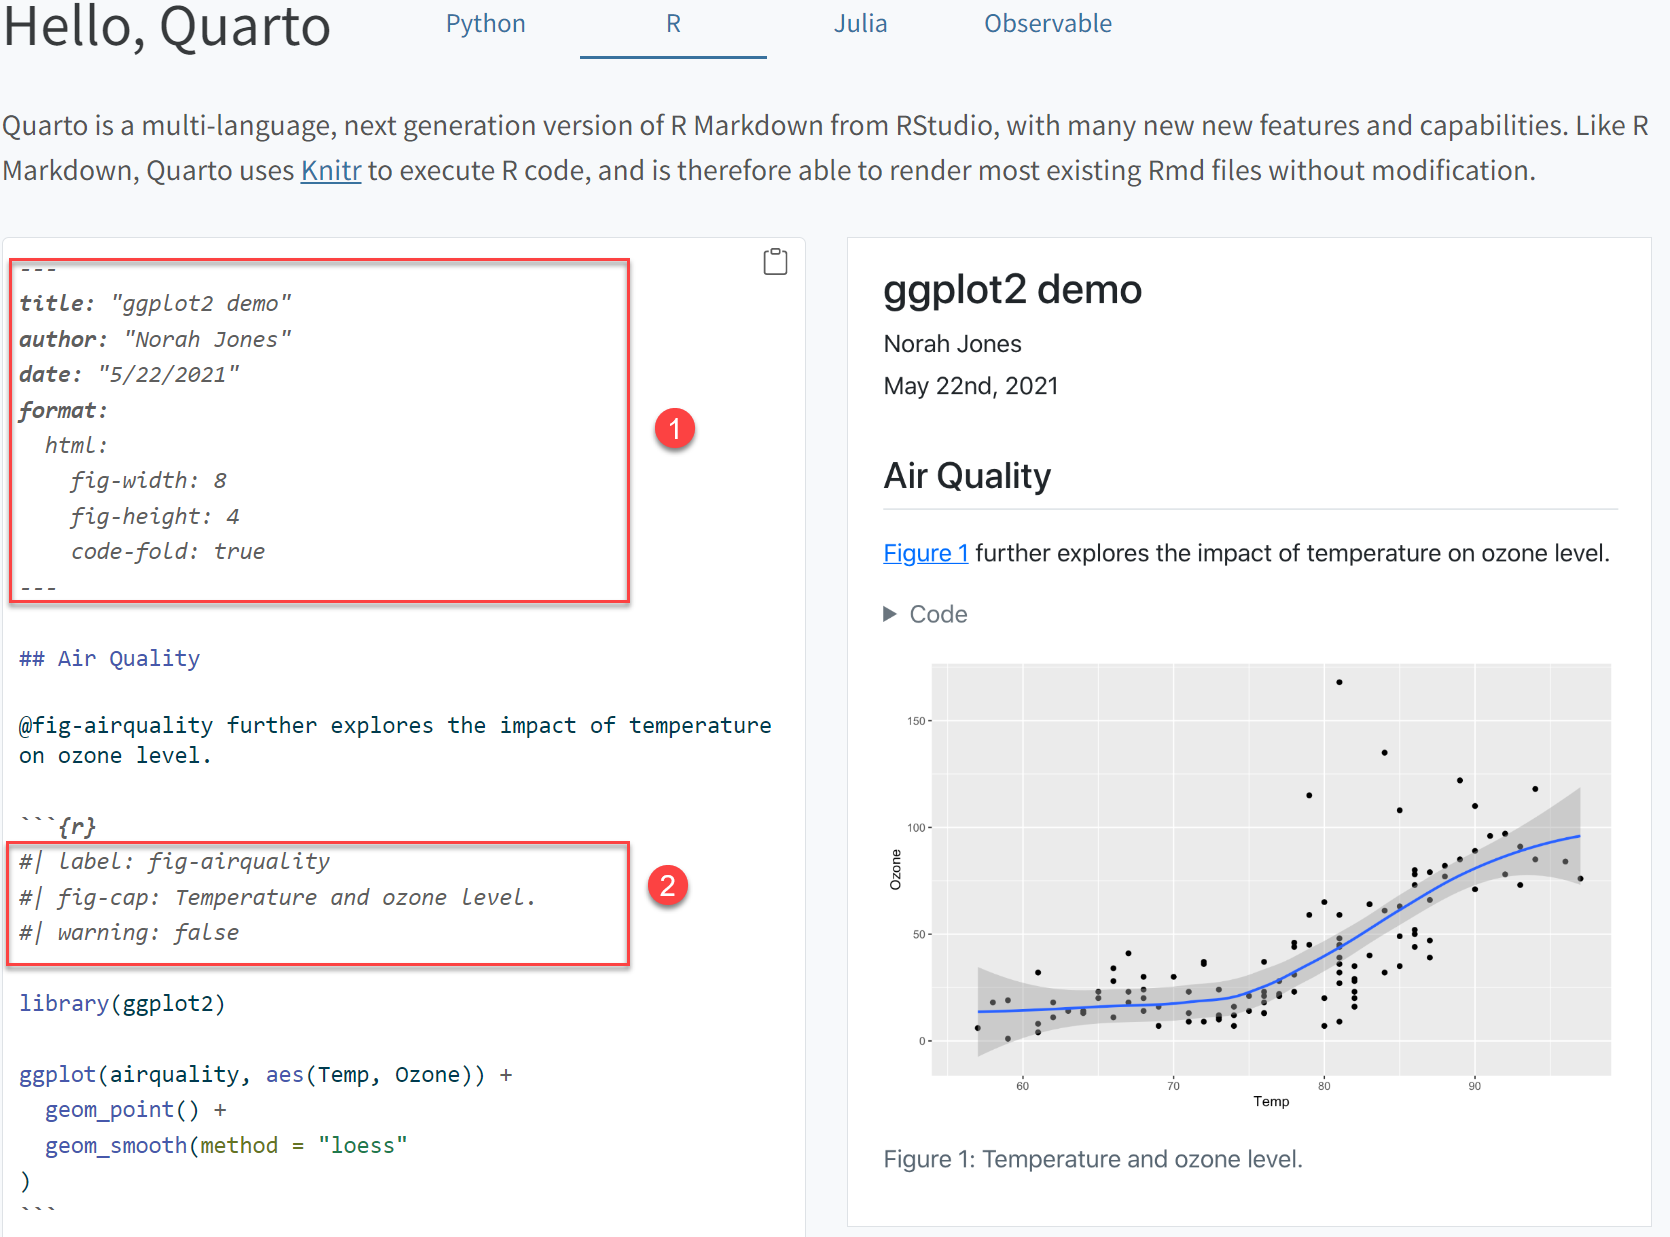 Hello, Quarto
Python
R
Julia
Observable
Quarto is a multi-language, next generation version of R Markdown from RStudio, with many new new features and capabilities. Like R
Markdown, Quarto uses Knitr to execute R code, and is therefore able to render most existing Rmd files without modification.
---
title: "ggplot2 demo"
author: "Norah Jones"
date: "5/22/2021"
format:
  html:
    fig-width: 8
    fig-height: 4
    code-fold: true
---
1
## Air Quality
@fig-airquality further explores the impact of temperature
on ozone level.
```{r}
#| label: fig-airquality
#| fig-cap: Temperature and ozone level.
#| warning: false
2
library(ggplot2)
ggplot(airquality, aes(Temp, Ozone)) +
  geom_point() +
  geom_smooth(method = "loess"
)
```
ggplot2 demo
Norah Jones
May 22nd, 2021
Air Quality
Figure 1 further explores the impact of temperature on ozone level.
Code
150
100
50
0
Ozone
60
70
80
90
Temp
Figure 1: Temperature and ozone level.